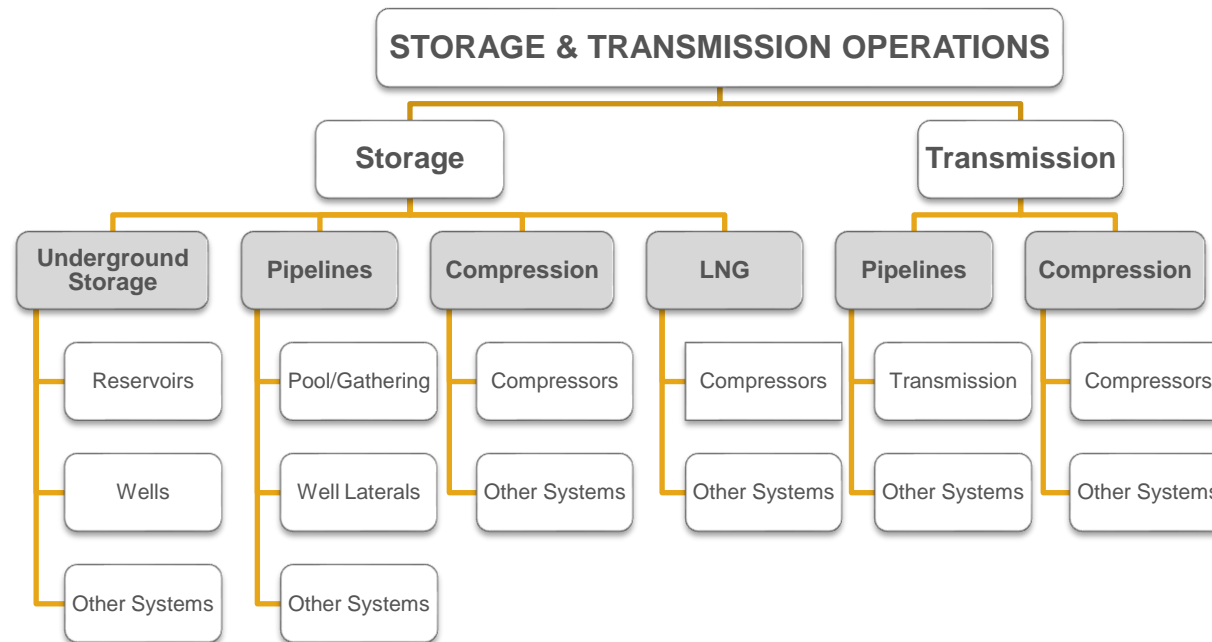 STORAGE & TRANSMISSION OPERATIONS
Storage
Transmission
Underground
Storage
Pipelines
Compression
LNG
Pipelines
Compression
Reservoirs
Pool/Gathering
Compressors
Compressors
Transmission
Compressors
Wells
Well Laterals
Other Systems
Other Systems
Other Systems
Other Systems
Other Systems
Other Systems